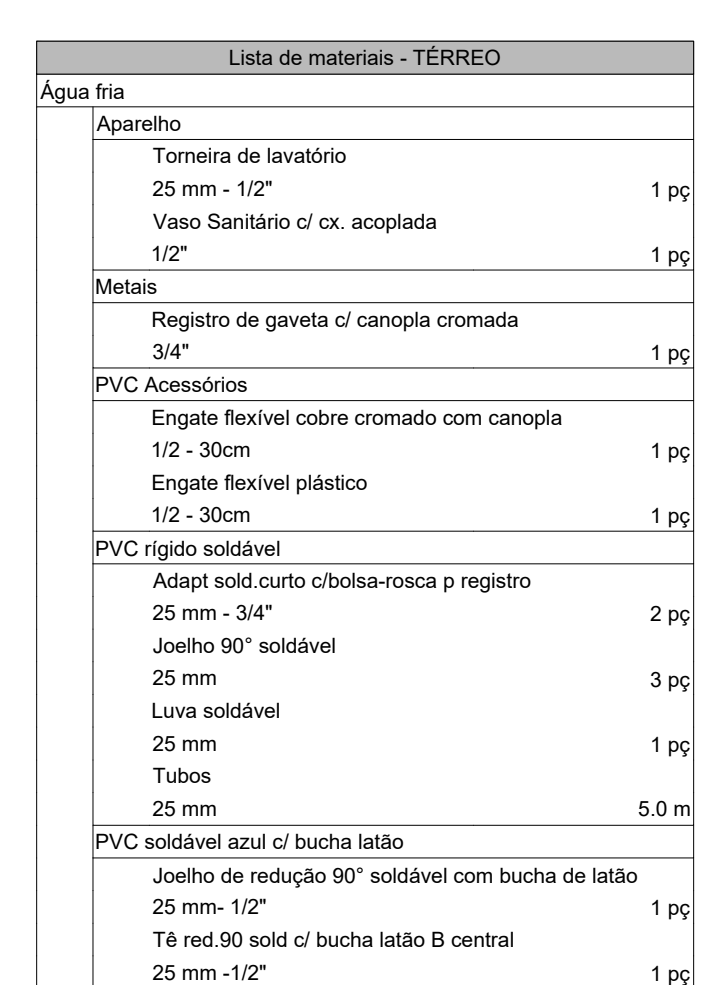 Lista de materiais - TÉRREO
Água fria
Aparelho
Torneira de lavatório
25 mm - 1/2" 1 pç
Vaso Sanitário c/ cx. acoplada
1/2" 1 pç
Metais
Registro de gaveta c/ canopla cromada
3/4" 1 pç
PVC Acessórios
Engate flexível cobre cromado com canopla
1/2 - 30cm 1 pç
Engate flexível plástico
1/2 - 30cm 1 pç
PVC rígido soldável
Adapt sold.curto c/bolsa-rosca p registro
25 mm - 3/4" 2 pç
Joelho 90° soldável
25 mm 3 pç
Luva soldável
25 mm 1 pç
Tubos
25 mm 5.0 m
PVC soldável azul c/ bucha latão
Joelho de redução 90° soldável com bucha de latão
25 mm- 1/2" 1 pç
Tê red.90 sold c/ bucha latão B central
25 mm -1/2" 1 pç